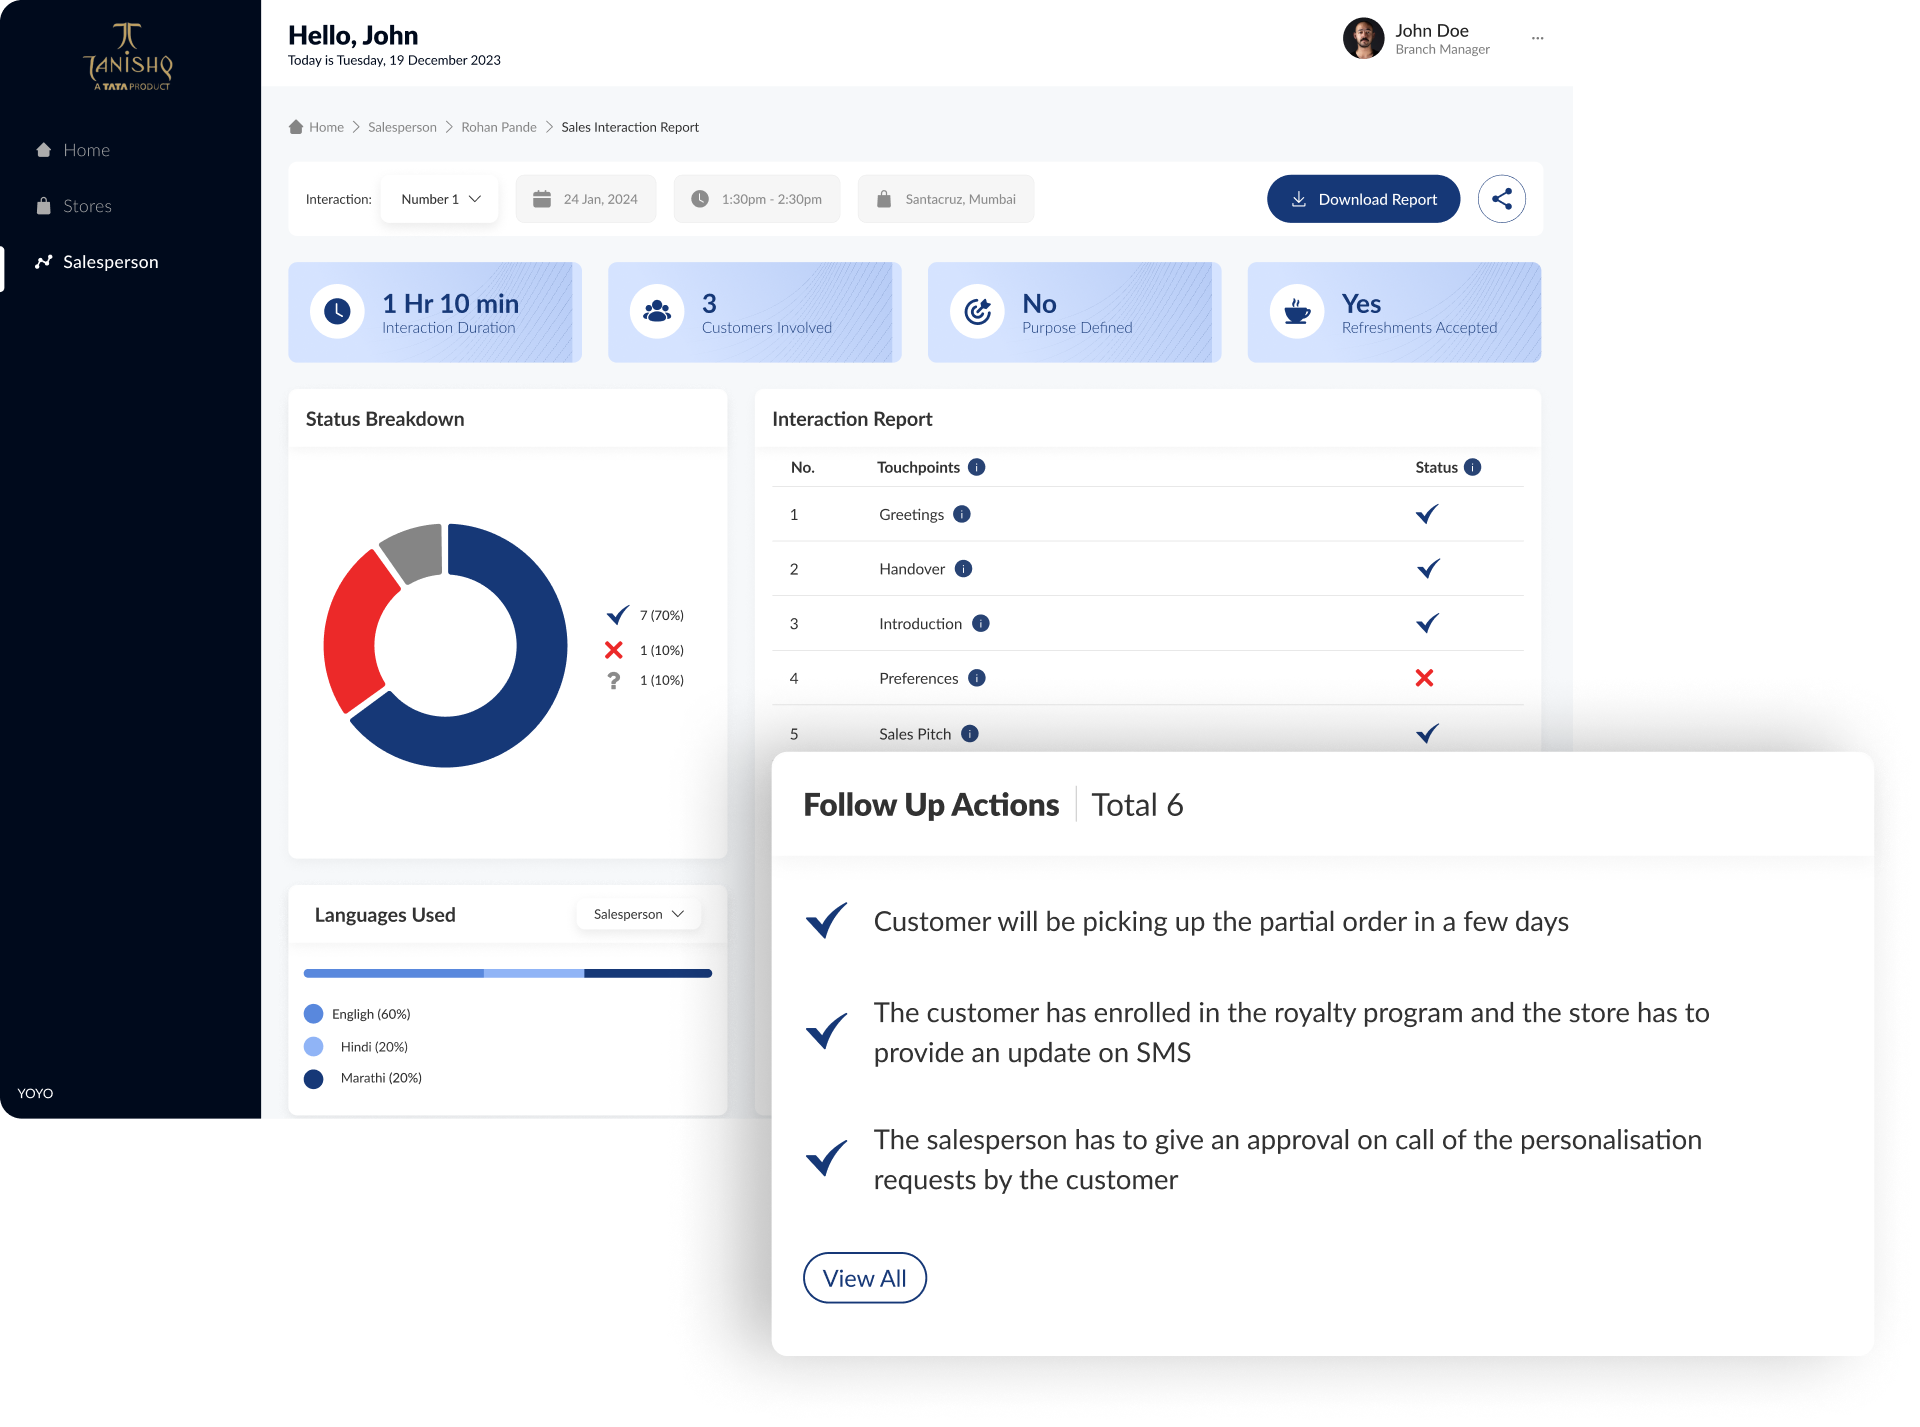 TANISHQ
A TATA PRODUCT
Home
Stores
Salesperson
YOYO
Hello, John
Today is Tuesday, 19 December 2023
John Doe
Branch Manager
Home > Salesperson > Rohan Pande > Sales Interaction Report
Interaction: Number 1
24 Jan, 2024
1:30pm - 2:30pm
Santacruz, Mumbai
Download Report
1 Hr 10 min
Interaction Duration
3
Customers Involved
No
Purpose Defined
Yes
Refreshments Accepted
Status Breakdown
7 (70%)
1 (10%)
? 1 (10%)
Languages Used
Salesperson
Engligh (60%)
Hindi (20%)
Marathi (20%)
Interaction Report
No. Touchpoints i Status i
1 Greetings i
2 Handover i
3 Introduction i
4 Preferences i
5 Sales Pitch i
Follow Up Actions | Total 6
Customer will be picking up the partial order in a few days
The customer has enrolled in the royalty program and the store has to
provide an update on SMS
The salesperson has to give an approval on call of the personalisation
requests by the customer
View All